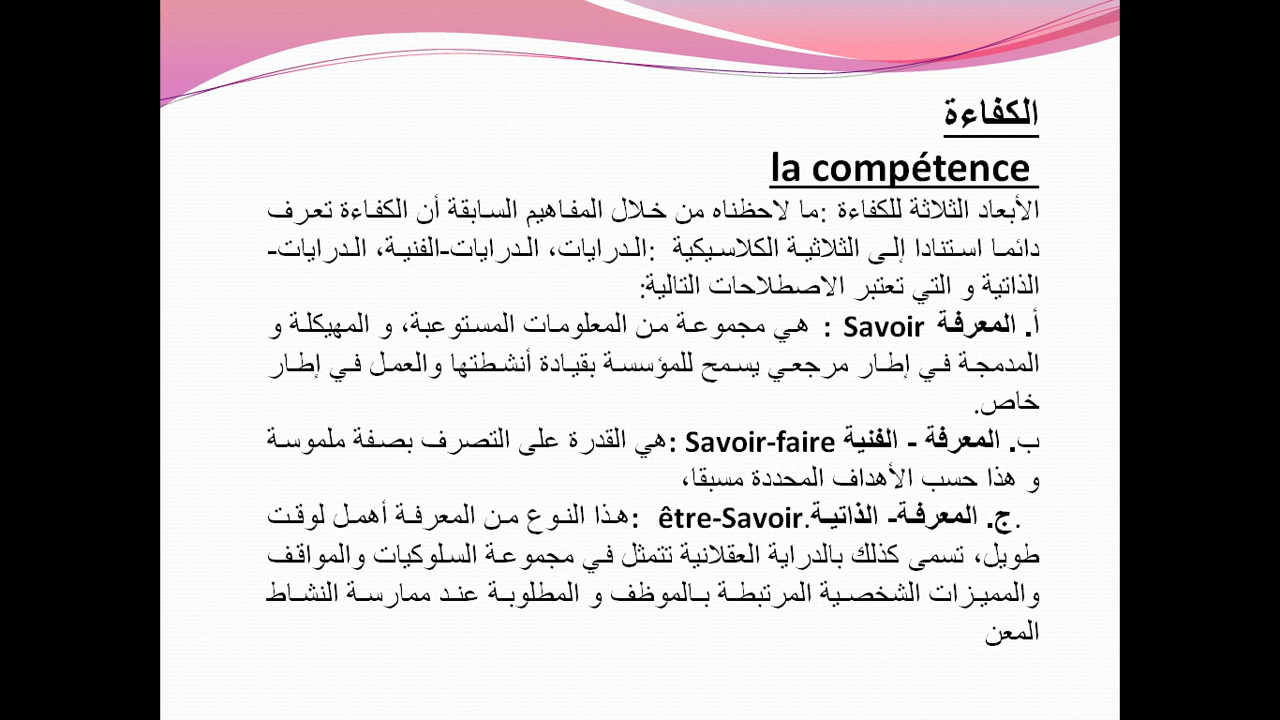 الكفاءة
la compétence
الأبعاد الثلاثة للكفاءة :ما لاحظناه من خلال المفاهيم السابقة أن الكفاءة تعرف
دائما استنادا إلى الثلاثية الكلاسيكية :الدرايات، الدرايات-الفنية، الدرايات-
الذاتية و التي تعتبر الاصطلاحات التالية:
أ. المعرفة Savoir : هي مجموعة من المعلومات المستوعبة، و المهيكلة و
المدمجة في إطار مرجعي يسمح للمؤسسة بقيادة أنشطتها والعمل في إطار
خاص.
ب. المعرفة - الفنية Savoir-faire :هي القدرة على التصرف بصفة ملموسة
و هذا حسب الأهداف المحددة مسبقا،
.ج. المعرفة- الذاتية.être-Savoir :هذا النوع من المعرفة أهمل لوقت
طويل، تسمى كذلك بالدراية العقلانية تتمثل في مجموعة السلوكيات والمواقف
والمميزات الشخصية المرتبطة بالموظف و المطلوبة عند ممارسة النشاط
المعن